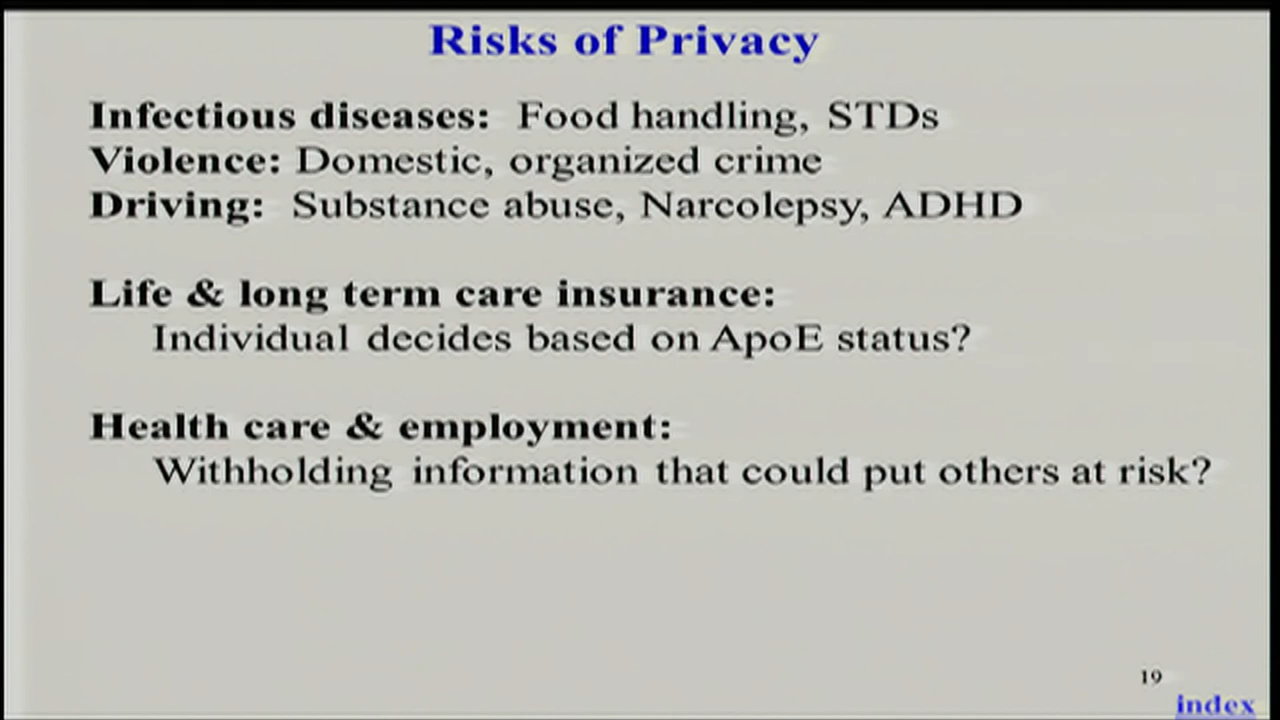 Risks of Privacy
Infectious diseases: Food handling, STDs
Violence: Domestic, organized crime
Driving: Substance abuse, Narcolepsy, ADHD
Life & long term care insurance:
Individual decides based on ApoE status?
Health care & employment:
Withholding information that could put others at risk?
19
index